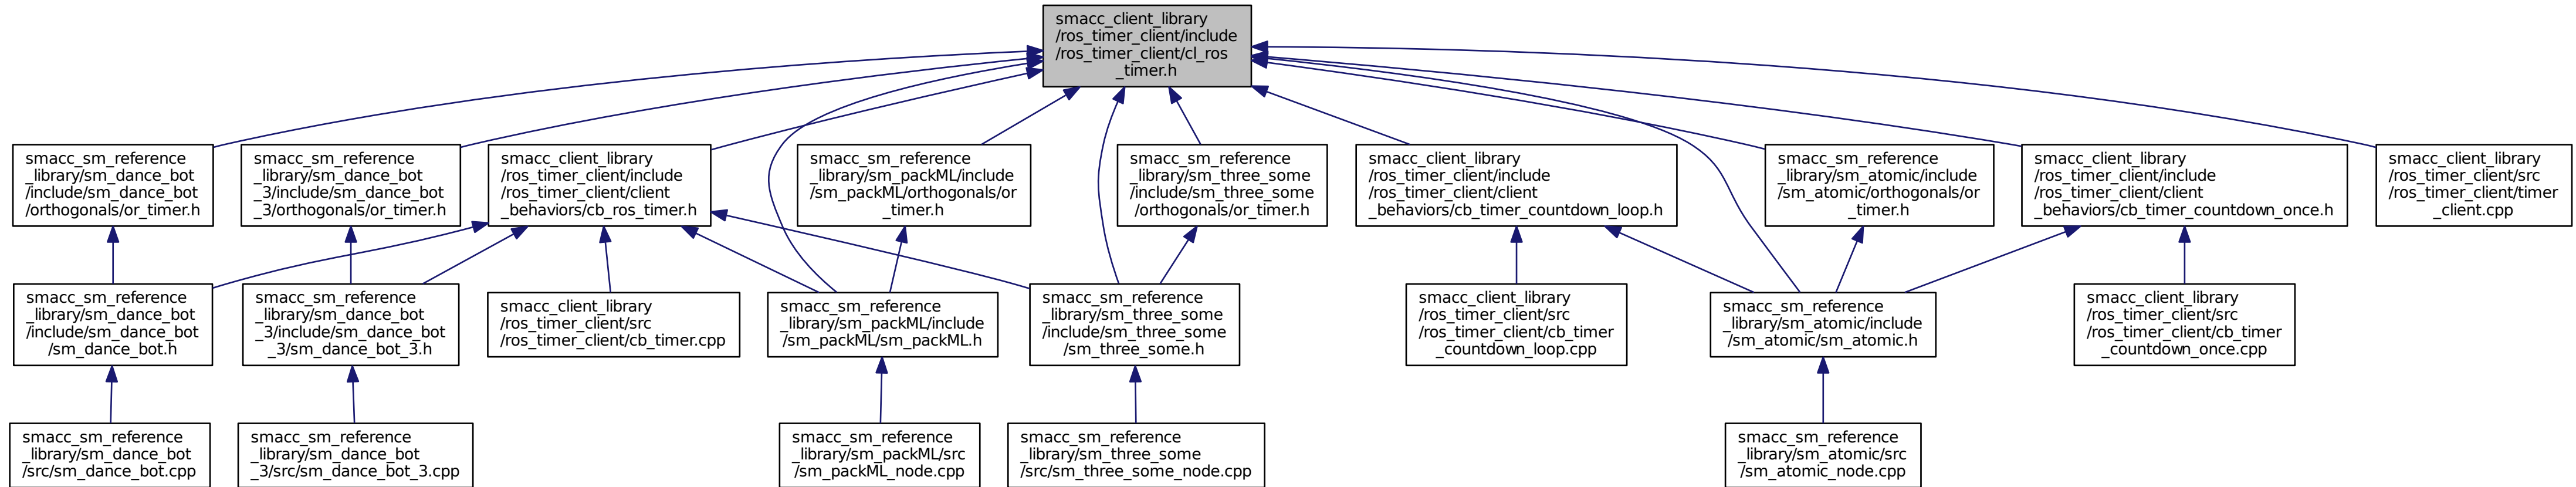 smacc_client_library
/ros_timer_client/include
/ros_timer_client/cl_ros
_timer.h
smacc_sm_reference
_library/sm_dance_bot
/include/sm_dance_bot
/orthogonals/or_timer.h
smacc_sm_reference
_library/sm_dance_bot
_3/include/sm_dance_bot
_3/orthogonals/or_timer.h
smacc_client_library
/ros_timer_client/include
/ros_timer_client/client
_behaviors/cb_ros_timer.h
smacc_sm_reference
_library/sm_packML/include
/sm_packML/orthogonals/or
_timer.h
smacc_sm_reference
_library/sm_three_some
/include/sm_three_some
/orthogonals/or_timer.h
smacc_client_library
/ros_timer_client/include
/ros_timer_client/client
_behaviors/cb_timer_countdown_loop.h
smacc_sm_reference
_library/sm_atomic/include
/sm_atomic/orthogonals/or
_timer.h
smacc_client_library
/ros_timer_client/include
/ros_timer_client/client
_behaviors/cb_timer_countdown_once.h
smacc_client_library
/ros_timer_client/src
/ros_timer_client/timer
_client.cpp
smacc_sm_reference
_library/sm_dance_bot
/include/sm_dance_bot
/sm_dance_bot.h
smacc_sm_reference
_library/sm_dance_bot
_3/include/sm_dance_bot
_3/sm_dance_bot_3.h
smacc_client_library
/ros_timer_client/src
/ros_timer_client/cb_timer.cpp
smacc_sm_reference
_library/sm_packML/include
/sm_packML/sm_packML.h
smacc_sm_reference
_library/sm_three_some
/include/sm_three_some
/sm_three_some.h
smacc_client_library
/ros_timer_client/src
/ros_timer_client/cb_timer
_countdown_loop.cpp
smacc_sm_reference
_library/sm_atomic/include
/sm_atomic/sm_atomic.h
smacc_client_library
/ros_timer_client/src
/ros_timer_client/cb_timer
_countdown_once.cpp
smacc_sm_reference
_library/sm_dance_bot
/src/sm_dance_bot.cpp
smacc_sm_reference
_library/sm_dance_bot
_3/src/sm_dance_bot_3.cpp
smacc_sm_reference
_library/sm_packML/src
/sm_packML_node.cpp
smacc_sm_reference
_library/sm_three_some
/src/sm_three_some_node.cpp
smacc_sm_reference
_library/sm_atomic/src
/sm_atomic_node.cpp